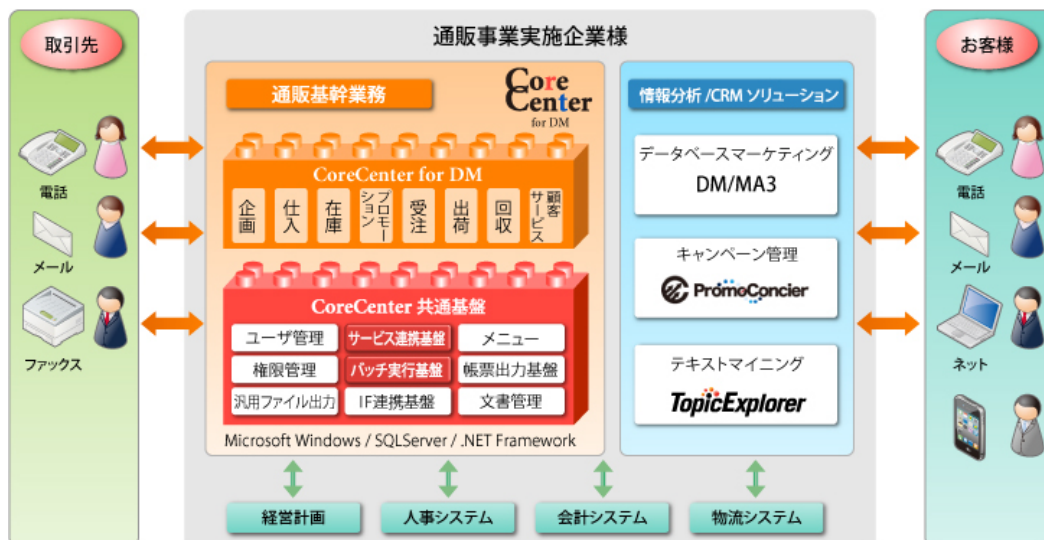 取引先
電話
メール
ファックス
通販事業実施企業様
通販基幹業務
Core
Center
for DM
CoreCenter for DM
企画
仕入
在庫
プロモーション
受注
出荷
回収
顧客サービス
CoreCenter 共通基盤
ユーザ管理
サービス連携基盤
メニュー
権限管理
バッチ実行基盤
帳票出力基盤
汎用ファイル出力
IF連携基盤
文書管理
Microsoft Windows / SQLServer / .NET Framework
情報分析 /CRM ソリューション
データベースマーケティング
DM/MA3
キャンペーン管理
PromoConcier
テキストマイニング
TopicExplorer
経営計画
人事システム
会計システム
物流システム
お客様
電話
メール
ネット